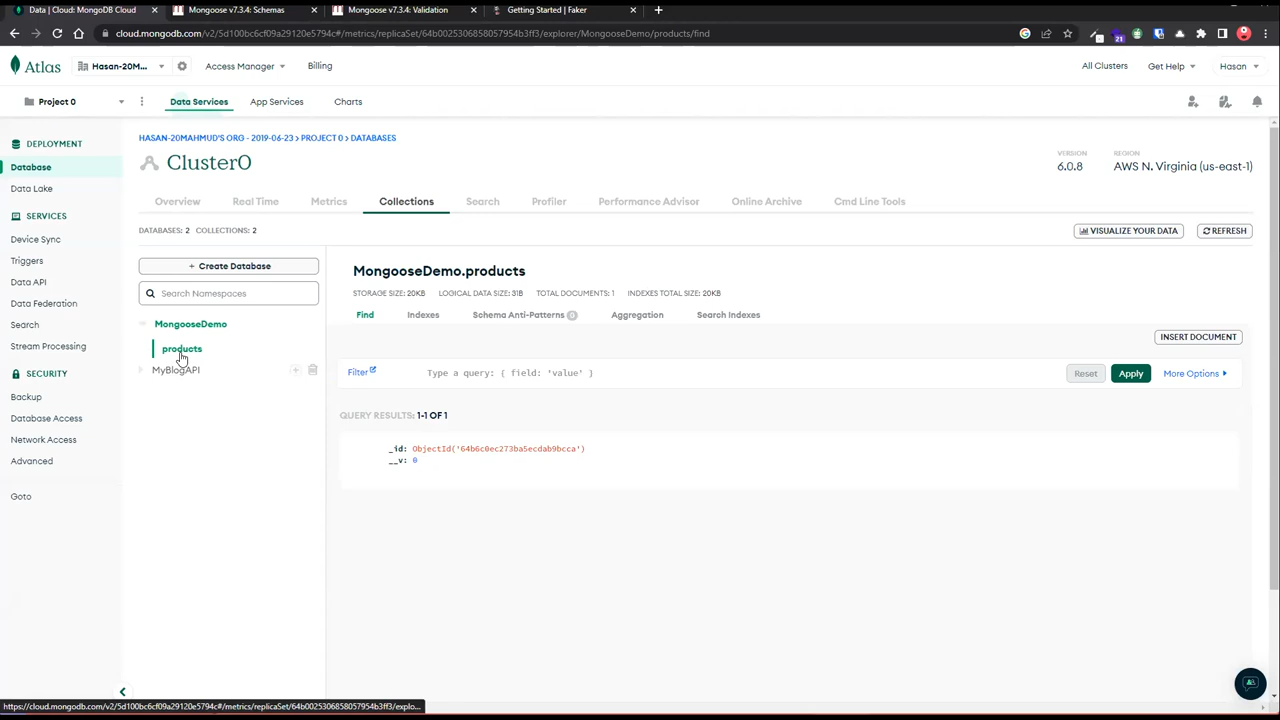 Data | Cloud: MongoDB Cloud
Mongoose v7.3.4: Schemas
Mongoose v7.3.4: Validation
Getting Started | Faker
cloud.mongodb.com/v2/5d100bc6cf09a29120e3d5ec#/metrics/replicaSet/64b0025306858057954b3ff3/explorer/MongooseDemo/products/find
21
Atlas
Hasan-20M...
Access Manager
Billing
All Clusters
Get Help
Hasan
Project 0
Data Services
App Services
Charts
DEPLOYMENT
Database
Data Lake
SERVICES
Device Sync
Triggers
Data API
Data Federation
Search
Stream Processing
SECURITY
Backup
Database Access
Network Access
Advanced
Goto
HASAN-20MAHMUD'S ORG - 2019-06-23 > PROJECT 0 > DATABASES
Cluster0
VERSION
6.0.8
REGION
AWS N. Virginia (us-east-1)
Overview
Real Time
Metrics
Collections
Search
Profiler
Performance Advisor
Online Archive
Cmd Line Tools
DATABASES: 2 COLLECTIONS: 2
VISUALIZE YOUR DATA
REFRESH
+ Create Database
Search Namespaces
MongooseDemo
products
MyBlogAPI
MongooseDemo.products
STORAGE SIZE: 20KB LOGICAL DATA SIZE: 31B TOTAL DOCUMENTS: 1 INDEXES TOTAL SIZE: 20KB
Find
Indexes
Schema Anti-Patterns 0
Aggregation
Search Indexes
INSERT DOCUMENT
Filter
Type a query: { field: 'value' }
Reset
Apply
More Options
QUERY RESULTS: 1-1 OF 1
_id: ObjectId('64b6c0ec273ba5ecdab9bcca')
__v: 0
https://cloud.mongodb.com/v2/5d100bc6cf09a29120e3d5ec#/metrics/replicaSet/64b0025306858057954b3ff3/explo...